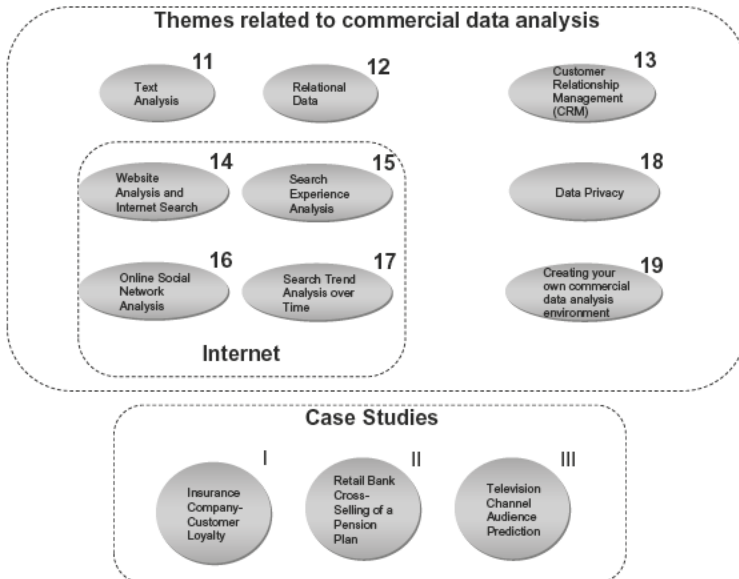 Themes related to commercial data analysis
11
Text
Analysis
12
Relational
Data
13
Customer
Relationship
Management
(CRM)
14
Website
Analysis and
Internet Search
15
Search
Experience
Analysis
18
Data Privacy
16
Online Social
Network
Analysis
17
Search Trend
Analysis over
Time
19
Creating your
own commercial
data analysis
environment
Internet
Case Studies
I
Insurance
Company-
Customer
Loyalty
II
Retail Bank
Cross-
Selling of a
Pension
Plan
III
Television
Channel
Audience
Prediction